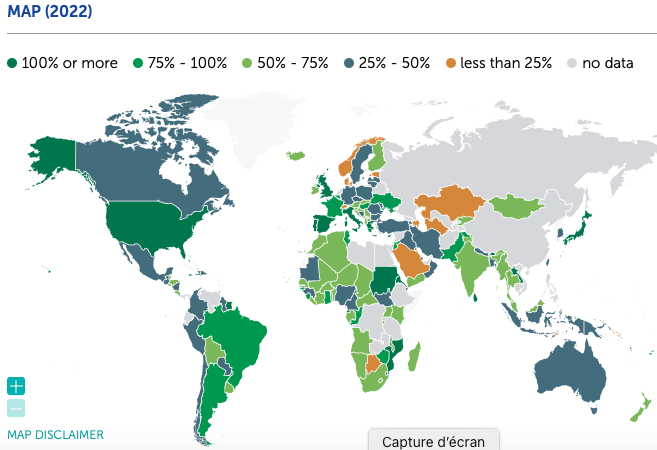 MAP (2022)
100% or more 75% - 100% 50% - 75% 25% - 50% less than 25% no data
+
−
MAP DISCLAIMER
Capture d’écran